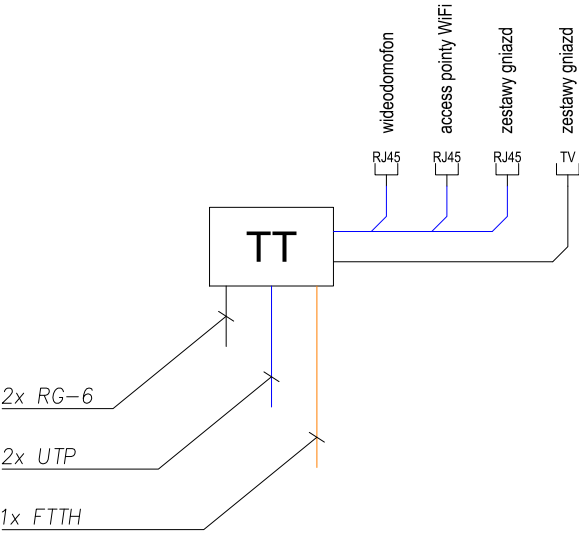 wideodomofon
access pointy WiFi
zestawy gniazd
zestawy gniazd
RJ45
RJ45
RJ45
TV
TT
2x RG-6
2x UTP
1x FTTH